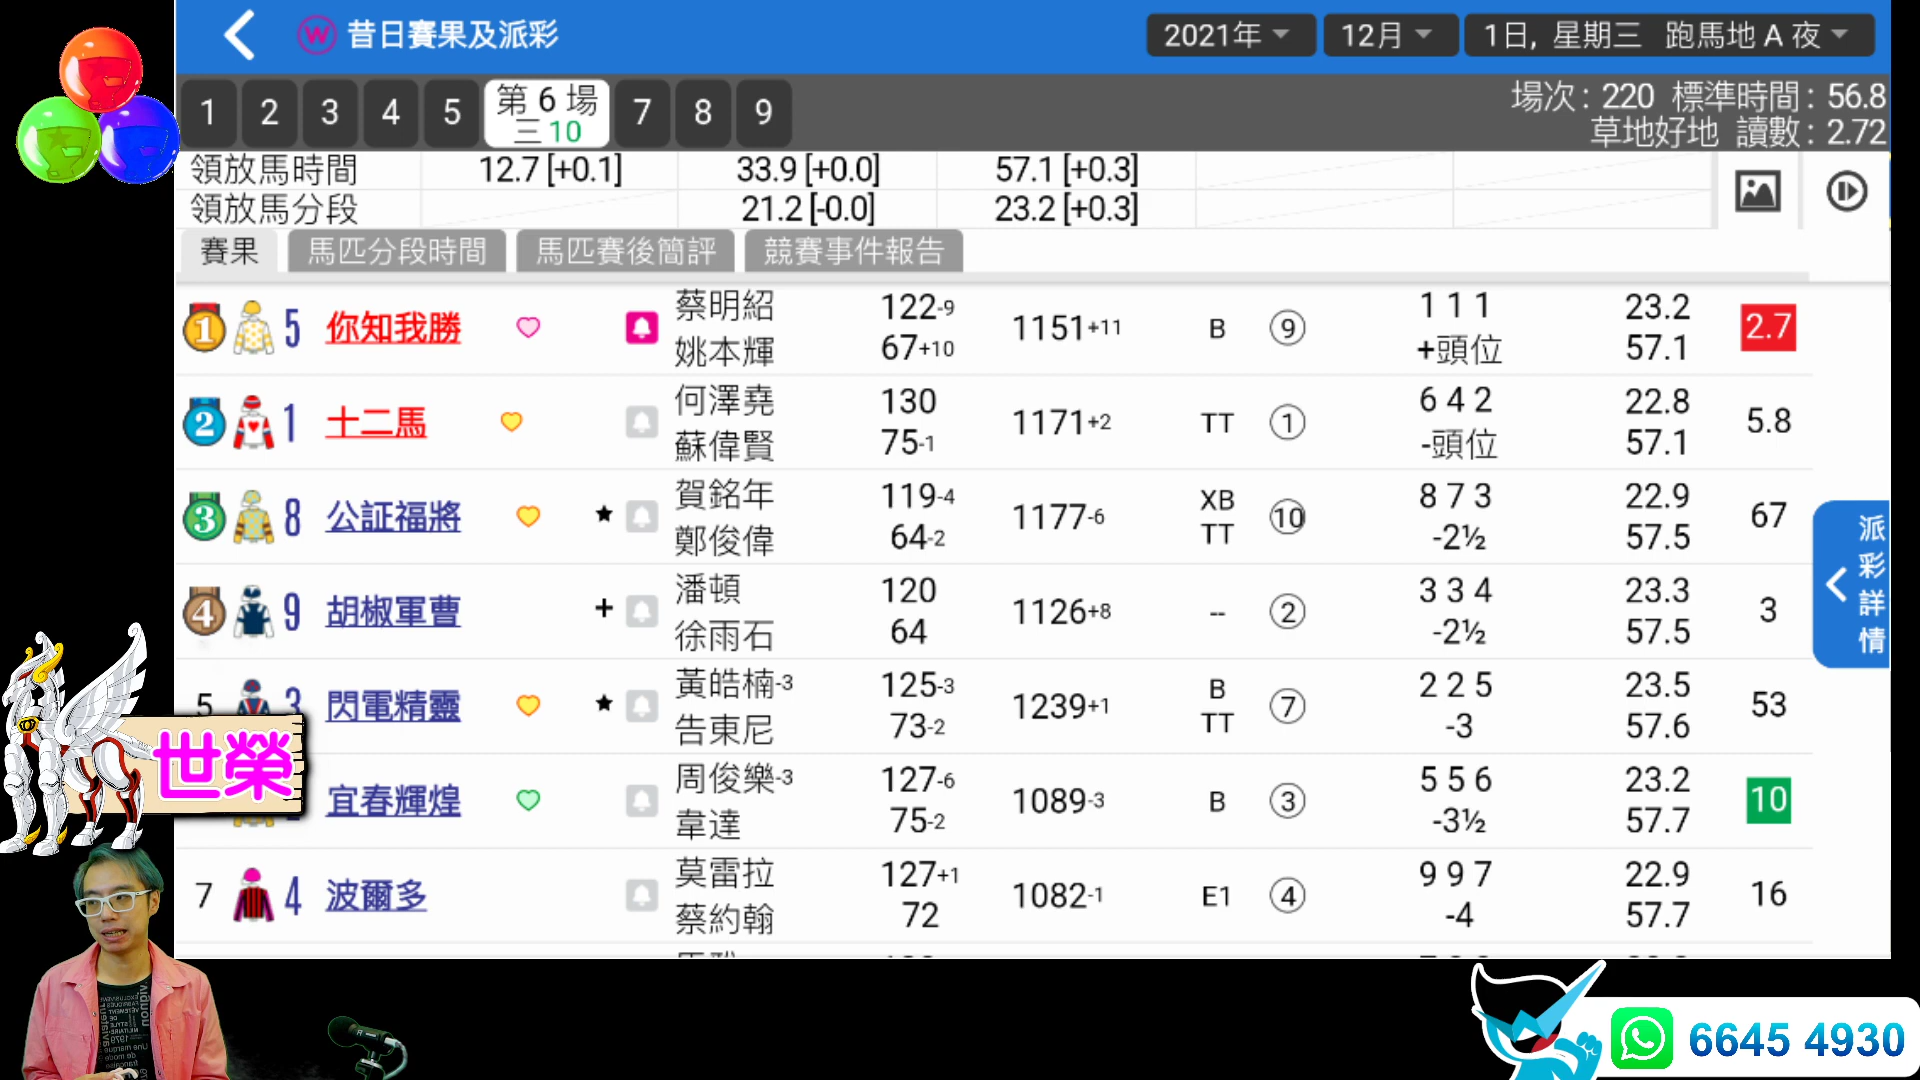 W 昔日賽果及派彩 2021年 12月 1日, 星期三 跑馬地 A 夜
1 2 3 4 5 第 6 場 7 8 9
三 10
場次 : 220 標準時間 : 56.8
草地好地 讀數 : 2.72
領放馬時間 12.7 [+0.1] 33.9 [+0.0] 57.1 [+0.3]
領放馬分段 21.2 [-0.0] 23.2 [+0.3]
賽果 馬匹分段時間 馬匹賽後簡評 競賽事件報告
1 5 你知我勝 蔡明紹 122-9 1151+11 B 9 1 1 1 23.2 2.7
姚本輝 67+10 +頭位 57.1
2 1 十二馬 何澤堯 130 1171+2 TT 1 6 4 2 22.8 5.8
蘇偉賢 75-1 -頭位 57.1
3 8 公証福將 ★ 賀銘年 119-4 1177-6 XB 10 8 7 3 22.9 67
鄭俊偉 64-2 TT -2½ 57.5
4 9 胡椒軍曹 + 潘頓 120 1126+8 -- 2 3 3 4 23.3 3
徐雨石 64 -2½ 57.5
5 3 閃電精靈 ★ 黃皓楠-3 125-3 1239+1 B 7 2 2 5 23.5 53
告東尼 73-2 TT -3 57.6
宜春輝煌 周俊樂-3 127-6 1089-3 B 3 5 5 6 23.2 10
韋達 75-2 -3½ 57.7
7 4 波爾多 莫雷拉 127+1 1082-1 E1 4 9 9 7 22.9 16
蔡約翰 72 -4 57.7
派彩詳情
世榮
6645 4930